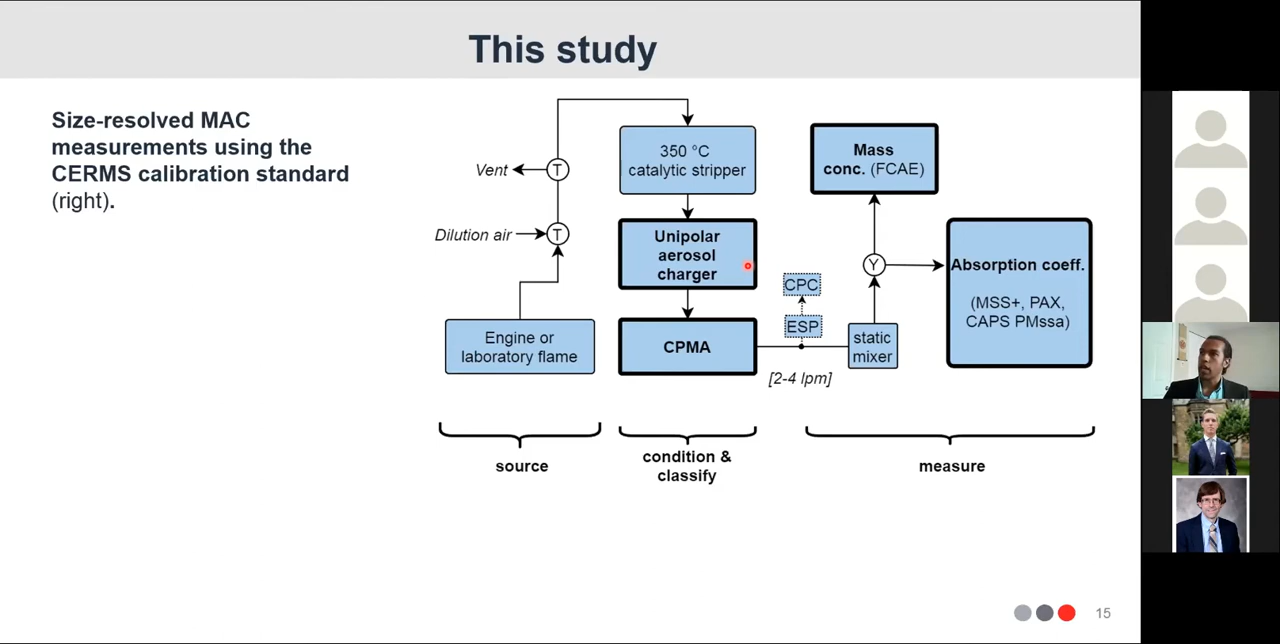 This study
Size-resolved MAC
measurements using the
CERMS calibration standard
(right).
Vent
T
Dilution air
T
Engine or
laboratory flame
350 °C
catalytic stripper
Unipolar
aerosol
charger
CPMA
CPC
ESP
[2-4 lpm]
static
mixer
Y
Mass
conc. (FCAE)
Absorption coeff.
(MSS+, PAX,
CAPS PMssa)
source
condition &
classify
measure
15